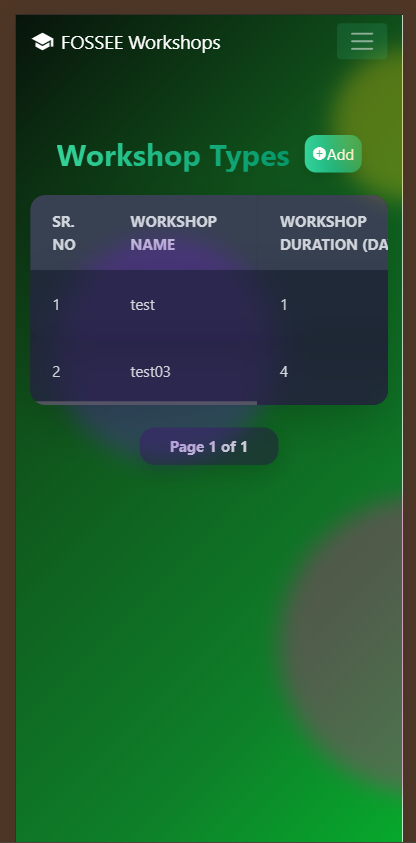 FOSSEE Workshops
Workshop Types Add
SR. WORKSHOP WORKSHOP
NO NAME DURATION (DA
1 test 1
2 test03 4
Page 1 of 1